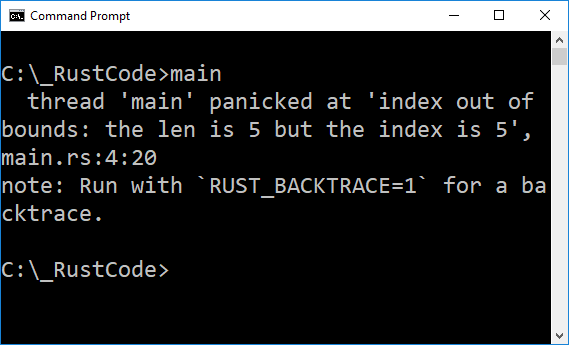 Command Prompt
C:\_RustCode>main
  thread 'main' panicked at 'index out of
bounds: the len is 5 but the index is 5',
main.rs:4:20
note: Run with `RUST_BACKTRACE=1` for a ba
cktrace.
C:\_RustCode>